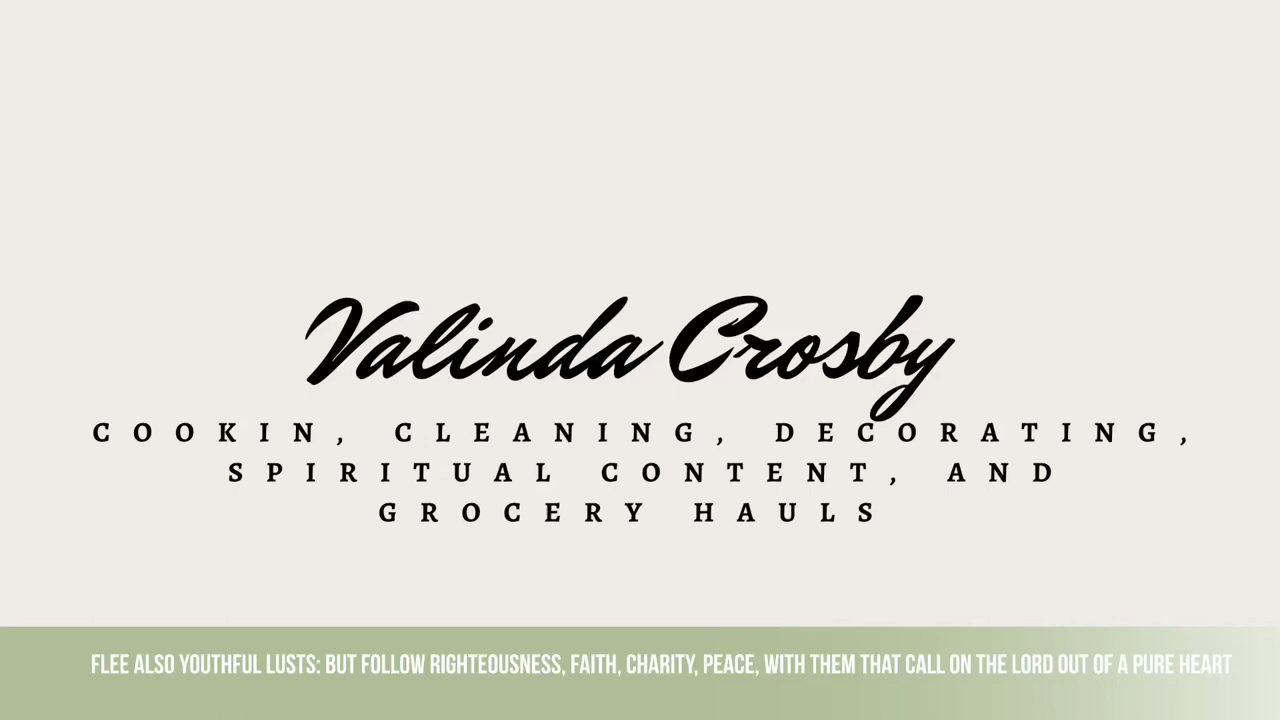 Valinda Crosby
COOKIN, CLEANING, DECORATING,
SPIRITUAL CONTENT, AND
GROCERY HAULS
FLEE ALSO YOUTHFUL LUSTS: BUT FOLLOW RIGHTEOUSNESS, FAITH, CHARITY, PEACE, WITH THEM THAT CALL ON THE LORD OUT OF A PURE HEART